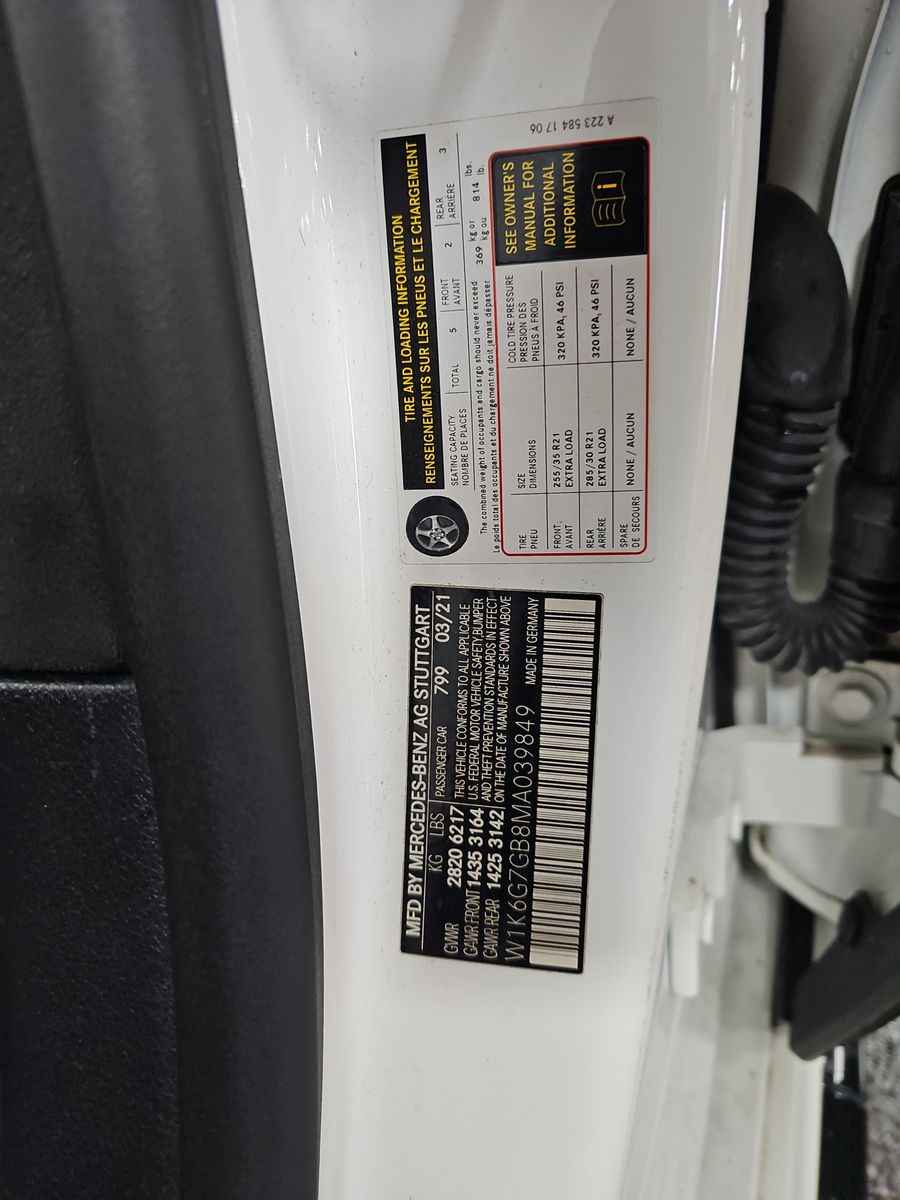 MFD BY MERCEDES-BENZ AG STUTTGART
KG LBS PASSENGER CAR 799 03/21
GVWR 2820 6217
GAWR FRONT 1435 3164
GAWR REAR 1425 3142
THIS VEHICLE CONFORMS TO ALL APPLICABLE
U.S. FEDERAL MOTOR VEHICLE SAFETY, BUMPER
AND THEFT PREVENTION STANDARDS IN EFFECT
ON THE DATE OF MANUFACTURE SHOWN ABOVE
W1K6G7GB8MA039849 MADE IN GERMANY
TIRE AND LOADING INFORMATION
RENSEIGNEMENTS SUR LES PNEUS ET LE CHARGEMENT
SEATING CAPACITY
NOMBRE DE PLACES
TOTAL 5
FRONT
AVANT
2
REAR
ARRIÈRE
3
The combined weight of occupants and cargo should never exceed 369 kg or 814 lbs.
Le poids total des occupants et du chargement ne doit jamais dépasser kg ou lb.
TIRE
PNEU
SIZE
DIMENSIONS
COLD TIRE PRESSURE
PRESSION DES
PNEUS À FROID
FRONT
AVANT
255/35 R21
EXTRA LOAD
320 KPA, 46 PSI
REAR
ARRIÈRE
285/30 R21
EXTRA LOAD
320 KPA, 46 PSI
SPARE
DE SECOURS
NONE / AUCUN
NONE / AUCUN
SEE OWNER'S
MANUAL FOR
ADDITIONAL
INFORMATION
A 223 584 17 06